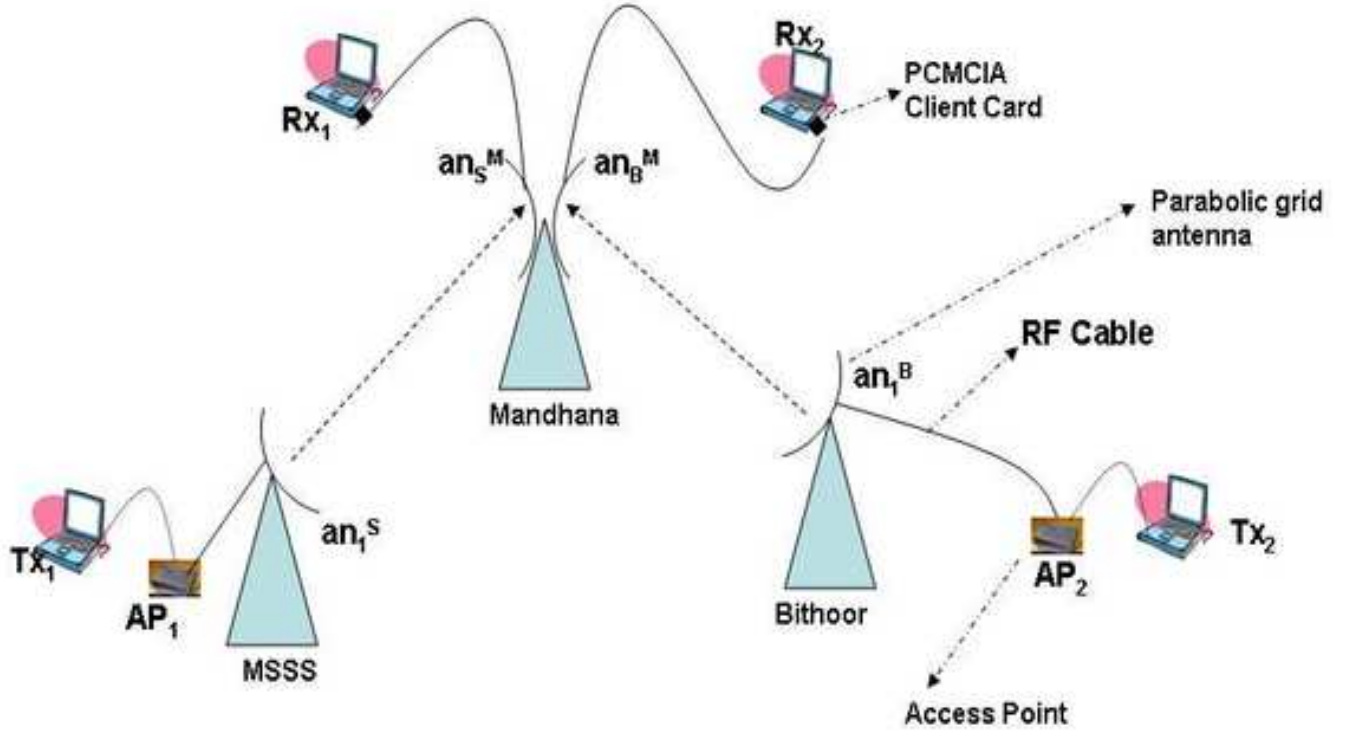 Rx₁
Rx₂
PCMCIA
Client Card
anₛᴹ
an_Bᴹ
Parabolic grid
antenna
RF Cable
Mandhana
an₁ᴮ
Tx₁
AP₁
an₁ˢ
MSSS
Bithoor
AP₂
Tx₂
Access Point